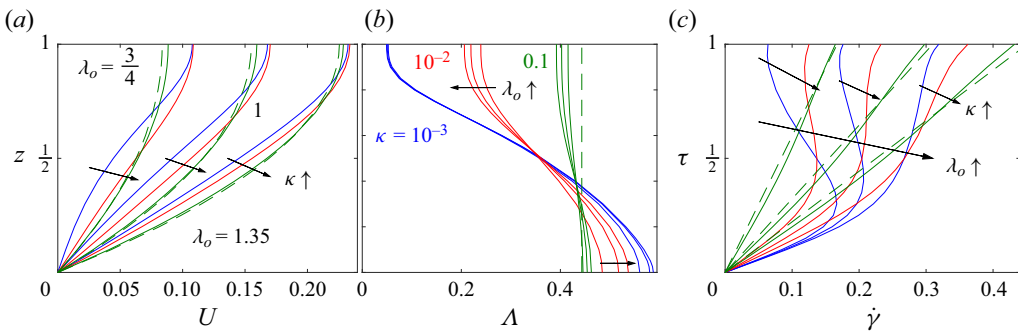 (a)
(b)
(c)
1
z
1/2
0
λₒ = 3/4
1
λₒ = 1.35
κ ↑
0.05
0.10
0.15
0.20
U
10⁻²
0.1
λₒ ↑
κ = 10⁻³
0.2
0.4
Λ
1
τ
1/2
0
κ ↑
λₒ ↑
0.1
0.2
0.3
0.4
γ̇